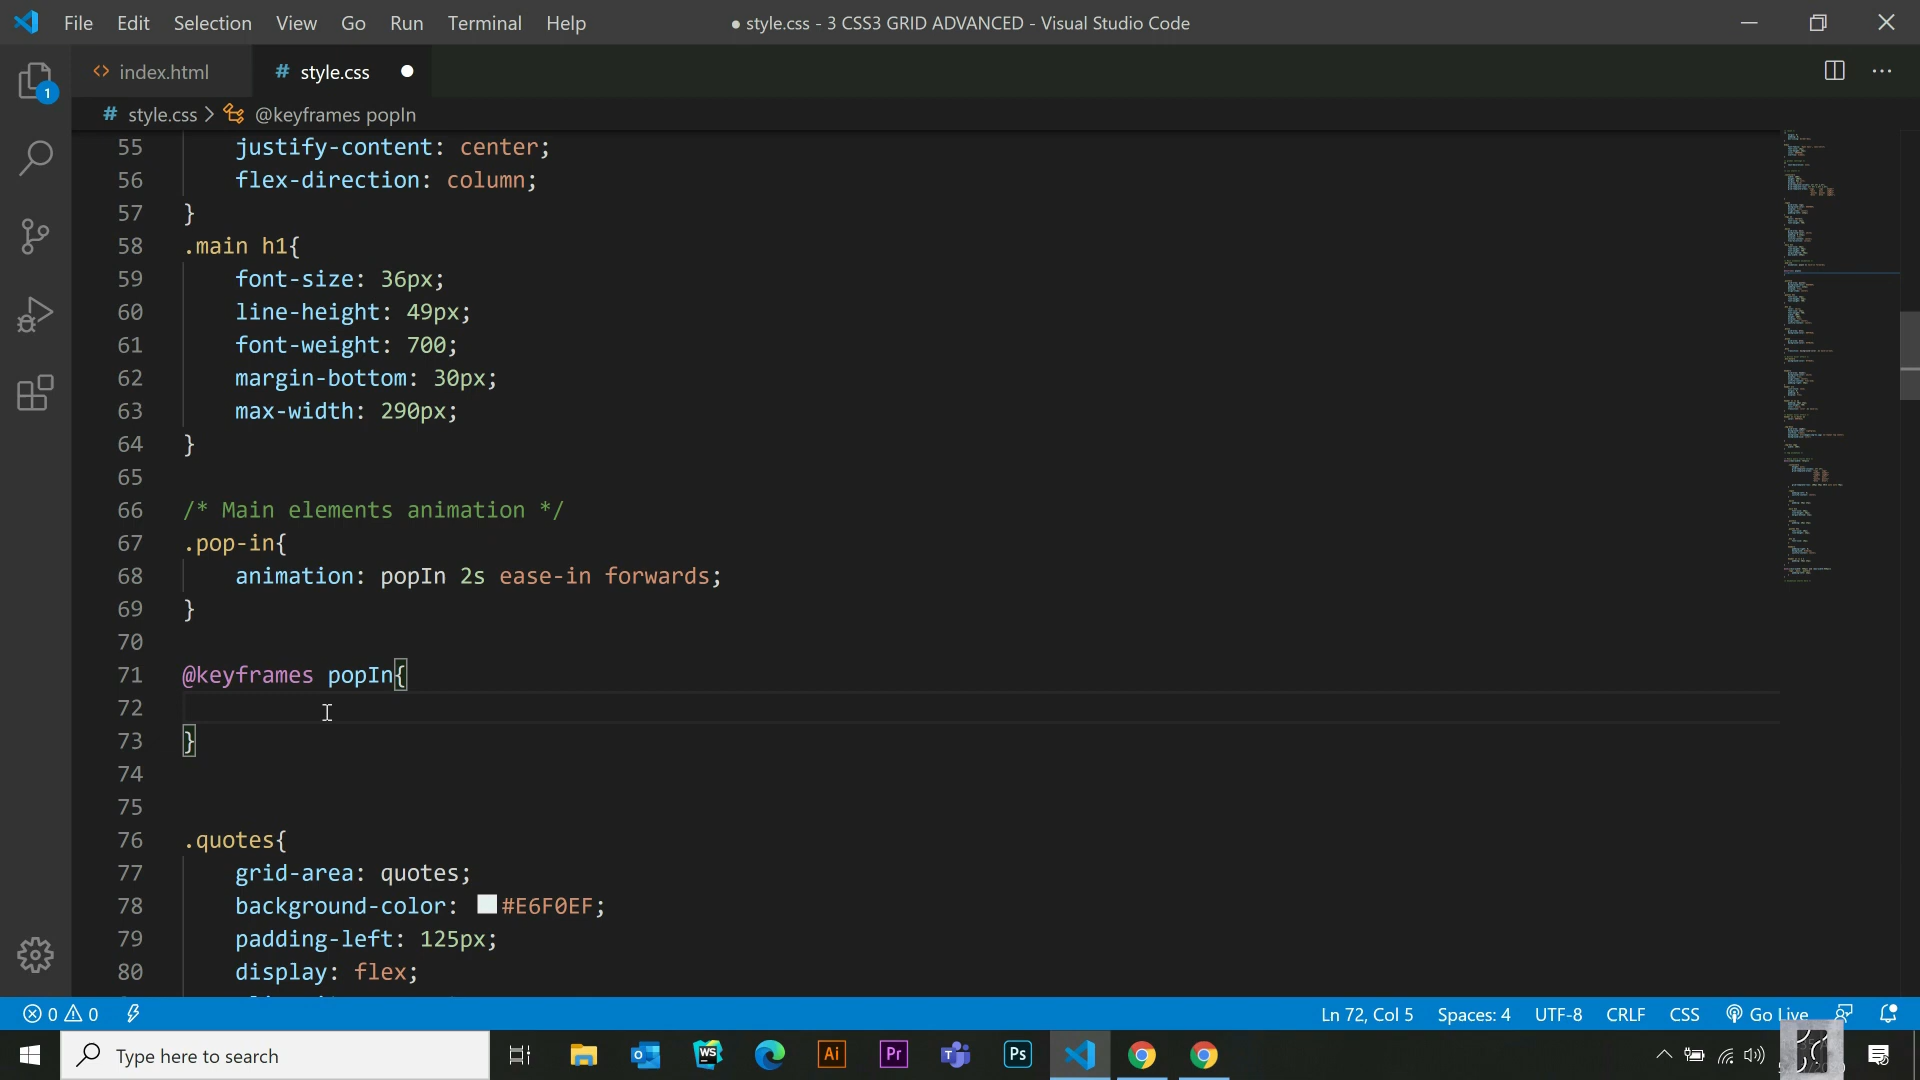 File Edit Selection View Go Run Terminal Help ● style.css - 3 CSS3 GRID ADVANCED - Visual Studio Code
1
<> index.html # style.css
# style.css > @keyframes popIn
55 justify-content: center;
56 flex-direction: column;
57 }
58 .main h1{
59 font-size: 36px;
60 line-height: 49px;
61 font-weight: 700;
62 margin-bottom: 30px;
63 max-width: 290px;
64 }
65
66 /* Main elements animation */
67 .pop-in{
68 animation: popIn 2s ease-in forwards;
69 }
70
71 @keyframes popIn{
72
73 }
74
75
76 .quotes{
77 grid-area: quotes;
78 background-color: #E6F0EF;
79 padding-left: 125px;
80 display: flex;
0 0 Ln 72, Col 5 Spaces: 4 UTF-8 CRLF CSS Go Live
Type here to search WS Ai Pr Ps